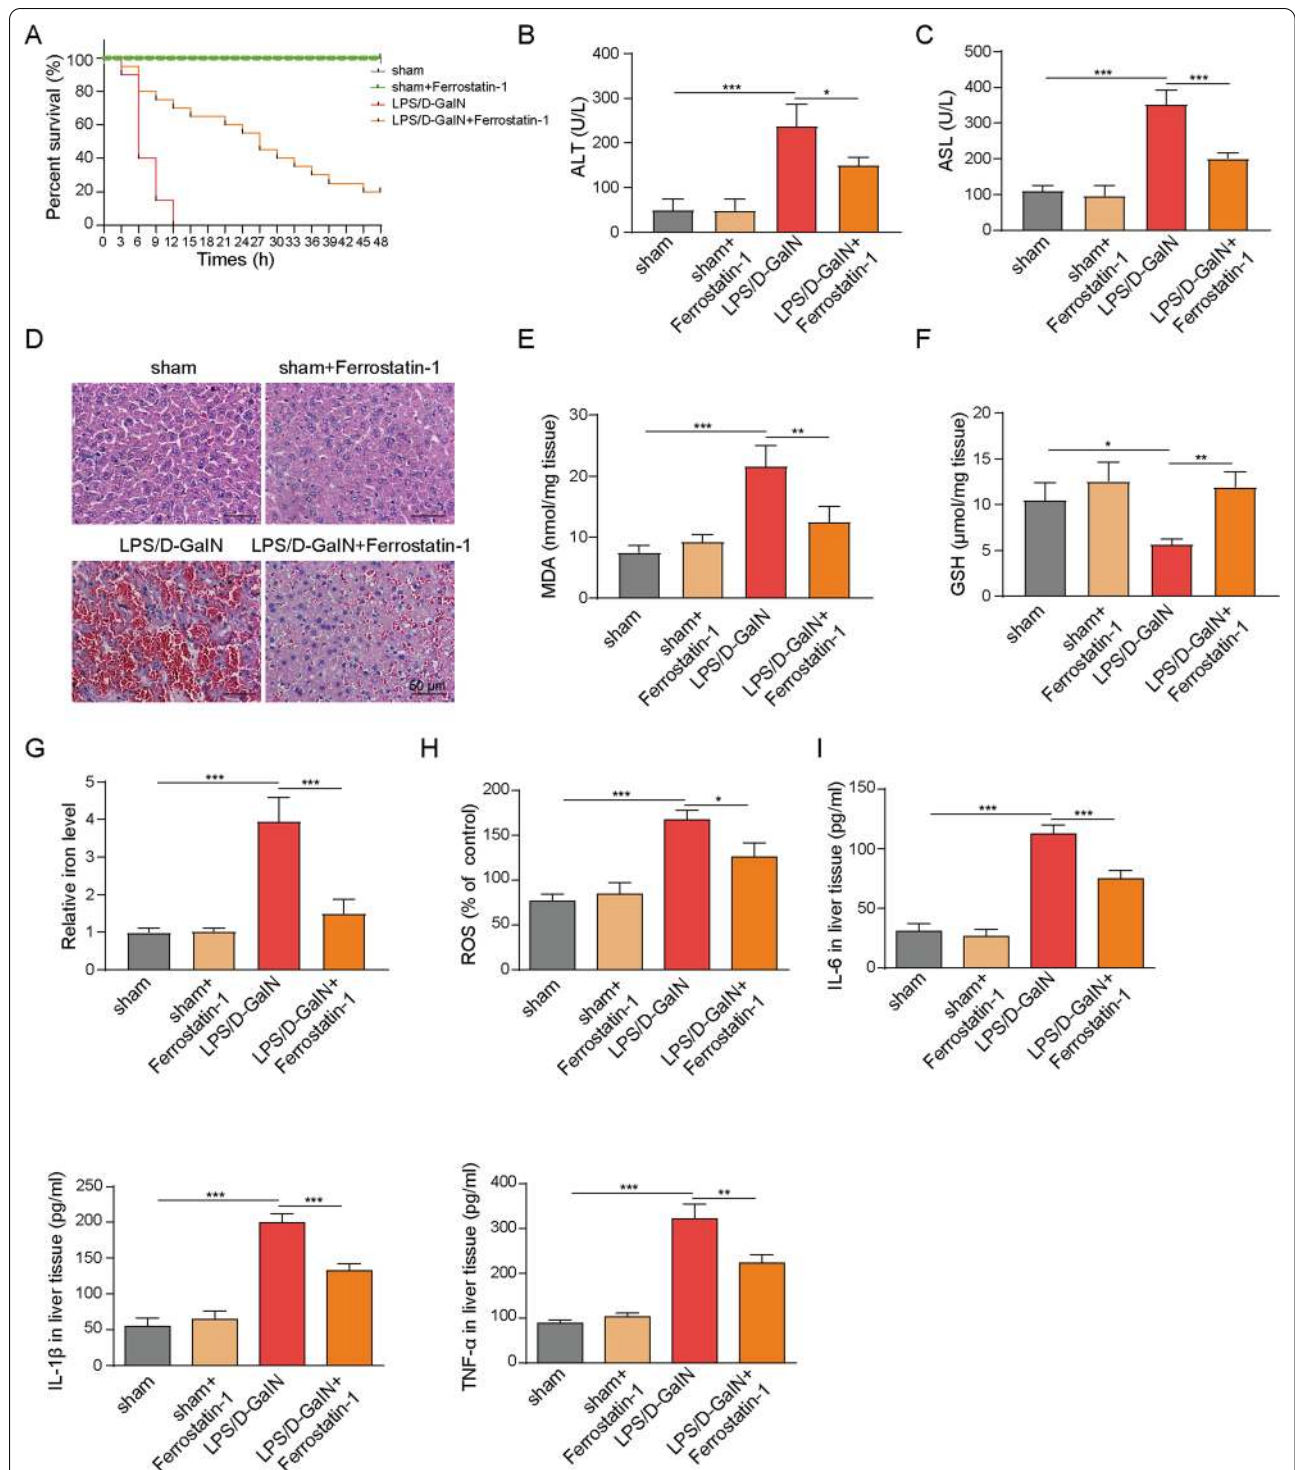 A
Percent survival (%)
100
80
60
40
20
0
0 3 6 9 12 15 18 21 24 27 30 33 36 39 42 45 48
Times (h)
sham
sham+Ferrostatin-1
LPS/D-GalN
LPS/D-GalN+Ferrostatin-1
B
ALT (U/L)
400
300
200
100
0
***
*
sham
sham+
Ferrostatin-1
LPS/D-GalN
LPS/D-GalN+
Ferrostatin-1
C
ASL (U/L)
500
400
300
200
100
0
***
***
sham
sham+
Ferrostatin-1
LPS/D-GalN
LPS/D-GalN+
Ferrostatin-1
D
sham
sham+Ferrostatin-1
LPS/D-GalN
LPS/D-GalN+Ferrostatin-1
50 μm
E
MDA (nmol/mg tissue)
30
20
10
0
***
**
sham
sham+
Ferrostatin-1
LPS/D-GalN
LPS/D-GalN+
Ferrostatin-1
F
GSH (μmol/mg tissue)
20
15
10
5
0
*
**
sham
sham+
Ferrostatin-1
LPS/D-GalN
LPS/D-GalN+
Ferrostatin-1
G
Relative iron level
5
4
3
2
1
0
***
***
sham
sham+
Ferrostatin-1
LPS/D-GalN
LPS/D-GalN+
Ferrostatin-1
H
ROS (% of control)
200
150
100
50
0
***
*
sham
sham+
Ferrostatin-1
LPS/D-GalN
LPS/D-GalN+
Ferrostatin-1
I
IL-6 in liver tissue (pg/ml)
150
100
50
0
***
***
sham
sham+
Ferrostatin-1
LPS/D-GalN
LPS/D-GalN+
Ferrostatin-1
IL-1β in liver tissue (pg/ml)
250
200
150
100
50
0
***
***
sham
sham+
Ferrostatin-1
LPS/D-GalN
LPS/D-GalN+
Ferrostatin-1
TNF-α in liver tissue (pg/ml)
400
300
200
100
0
***
**
sham
sham+
Ferrostatin-1
LPS/D-GalN
LPS/D-GalN+
Ferrostatin-1